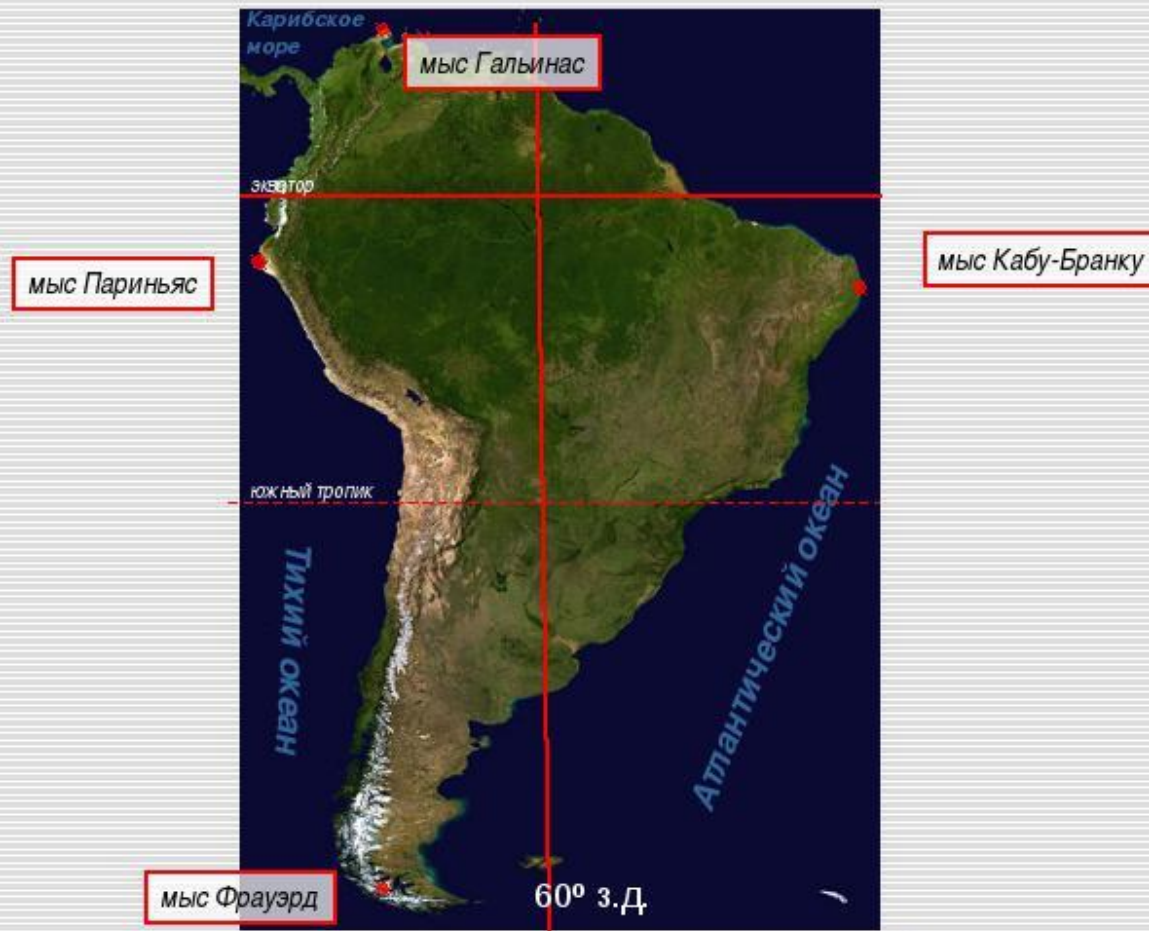 Карибское
море
мыс Гальинас
экватор
мыс Париньяс
мыс Кабу-Бранку
южный тропик
Тихий океан
Атлантический океан
мыс Фрауэрд
60º з.д.